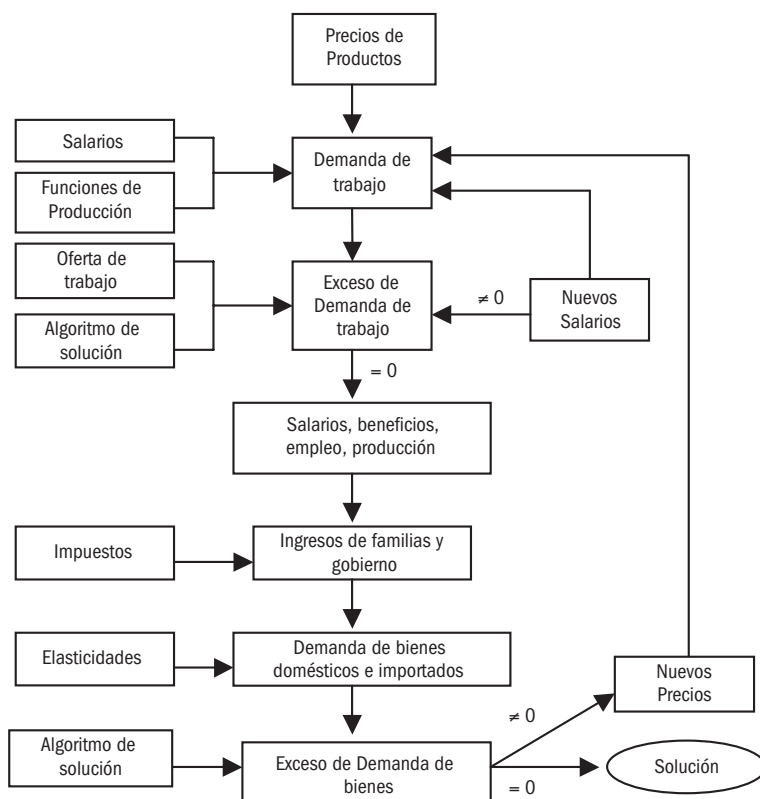 Precios de
Productos
Salarios
Demanda de
trabajo
Funciones de
Producción
Oferta de
trabajo
Exceso de
Demanda de
trabajo
≠ 0
Nuevos
Salarios
Algoritmo de
solución
= 0
Salarios, beneficios,
empleo, producción
Impuestos
Ingresos de familias y
gobierno
Elasticidades
Demanda de bienes
domésticos e importados
Nuevos
Precios
≠ 0
Algoritmo de
solución
Exceso de Demanda de
bienes
= 0
Solución